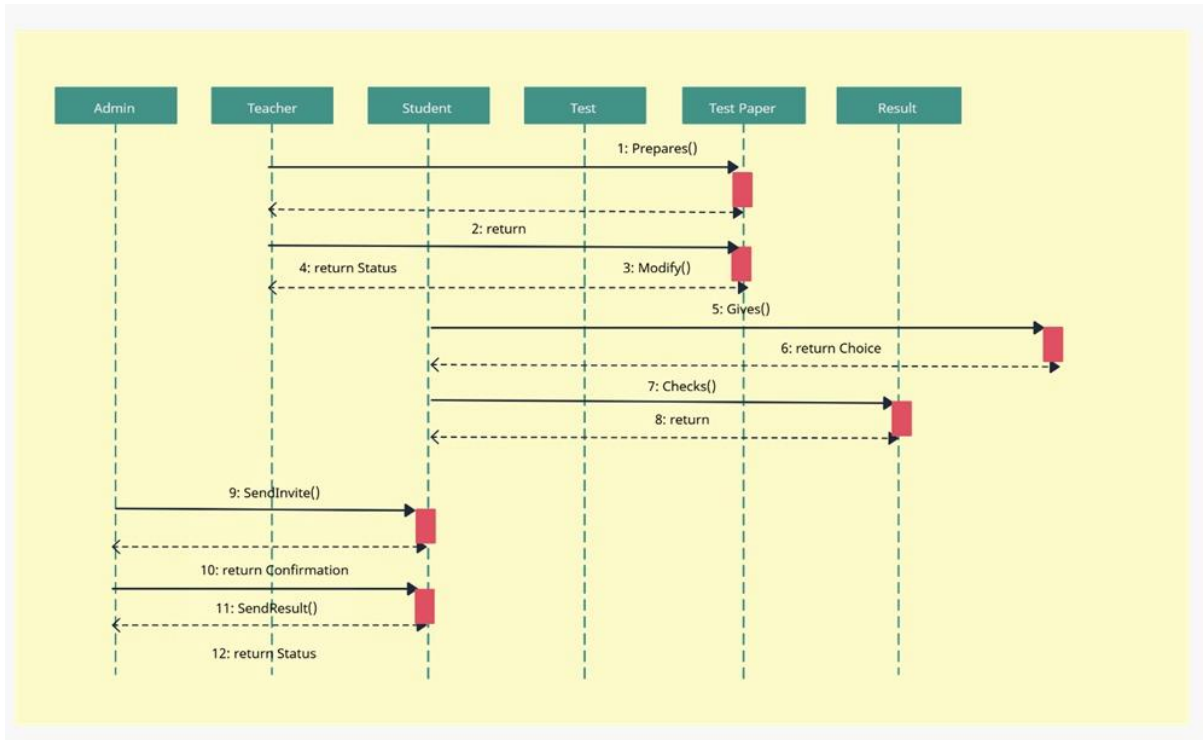 Admin
Teacher
Student
Test
Test Paper
Result
1: Prepares()
2: return
4: return Status
3: Modify()
5: Gives()
6: return Choice
7: Checks()
8: return
9: SendInvite()
10: return Confirmation
11: SendResult()
12: return Status